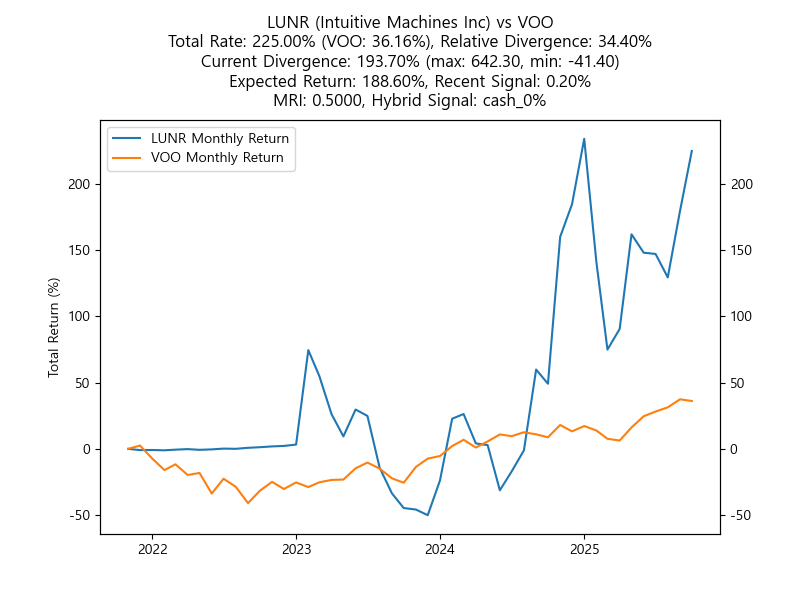 LUNR (Intuitive Machines Inc) vs VOO
Total Rate: 225.00% (VOO: 36.16%), Relative Divergence: 34.40%
Current Divergence: 193.70% (max: 642.30, min: -41.40)
Expected Return: 188.60%, Recent Signal: 0.20%
MRI: 0.5000, Hybrid Signal: cash_0%
LUNR Monthly Return
VOO Monthly Return
Total Return (%)
200
150
100
50
0
-50
200
150
100
50
0
-50
2022
2023
2024
2025